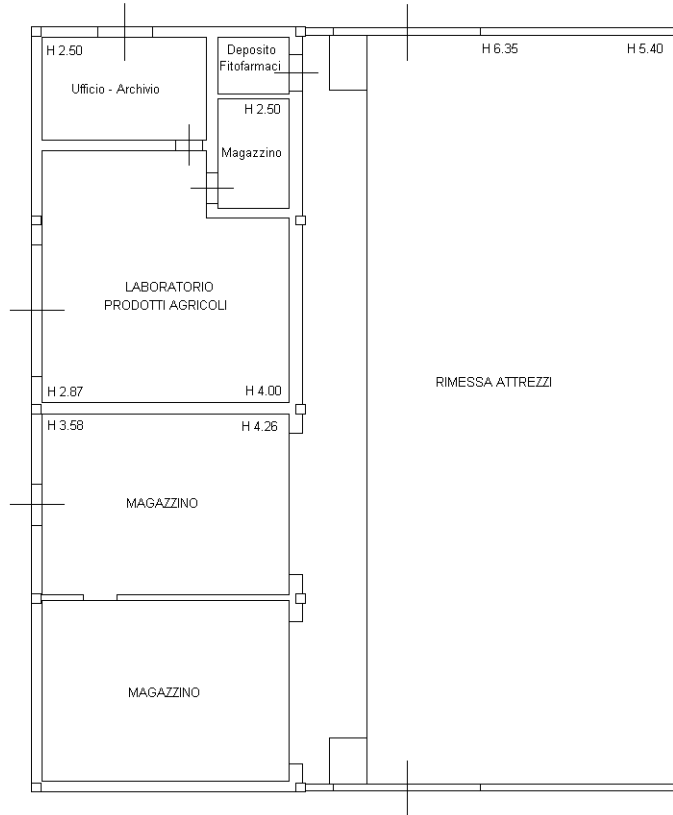 H 2.50
Deposito
Fitofarmaci
H 6.35
H 5.40
Ufficio - Archivio
H 2.50
Magazzino
LABORATORIO
PRODOTTI AGRICOLI
RIMESSA ATTREZZI
H 2.87
H 4.00
H 3.58
H 4.26
MAGAZZINO
MAGAZZINO